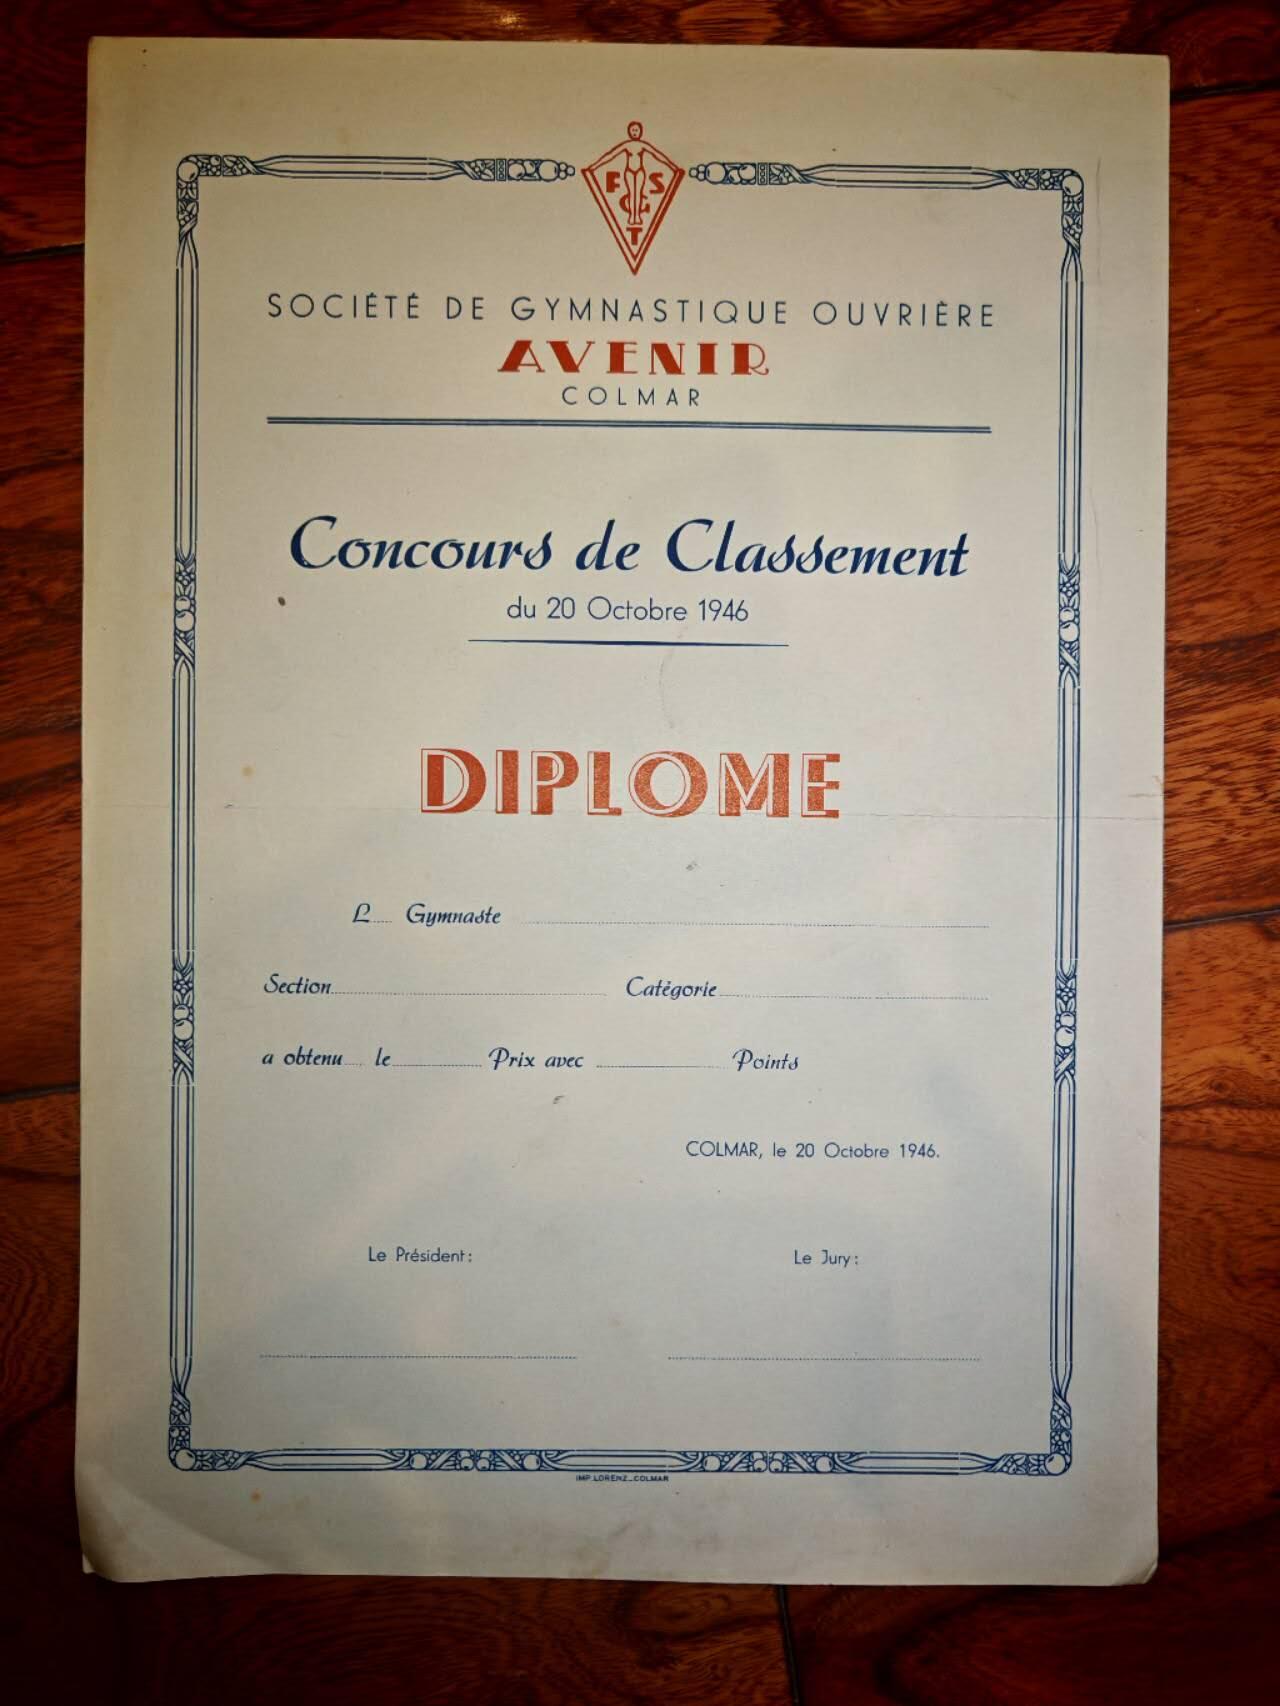 F S
G
T
SOCIÉTÉ DE GYMNASTIQUE OUVRIÈRE
AVENIR
COLMAR
Concours de Classement
du 20 Octobre 1946
DIPLOME
L.... Gymnaste
Section Catégorie
a obtenu le Prix avec Points
COLMAR, le 20 Octobre 1946.
Le Président: Le Jury:
IMP. LORENZ_COLMAR